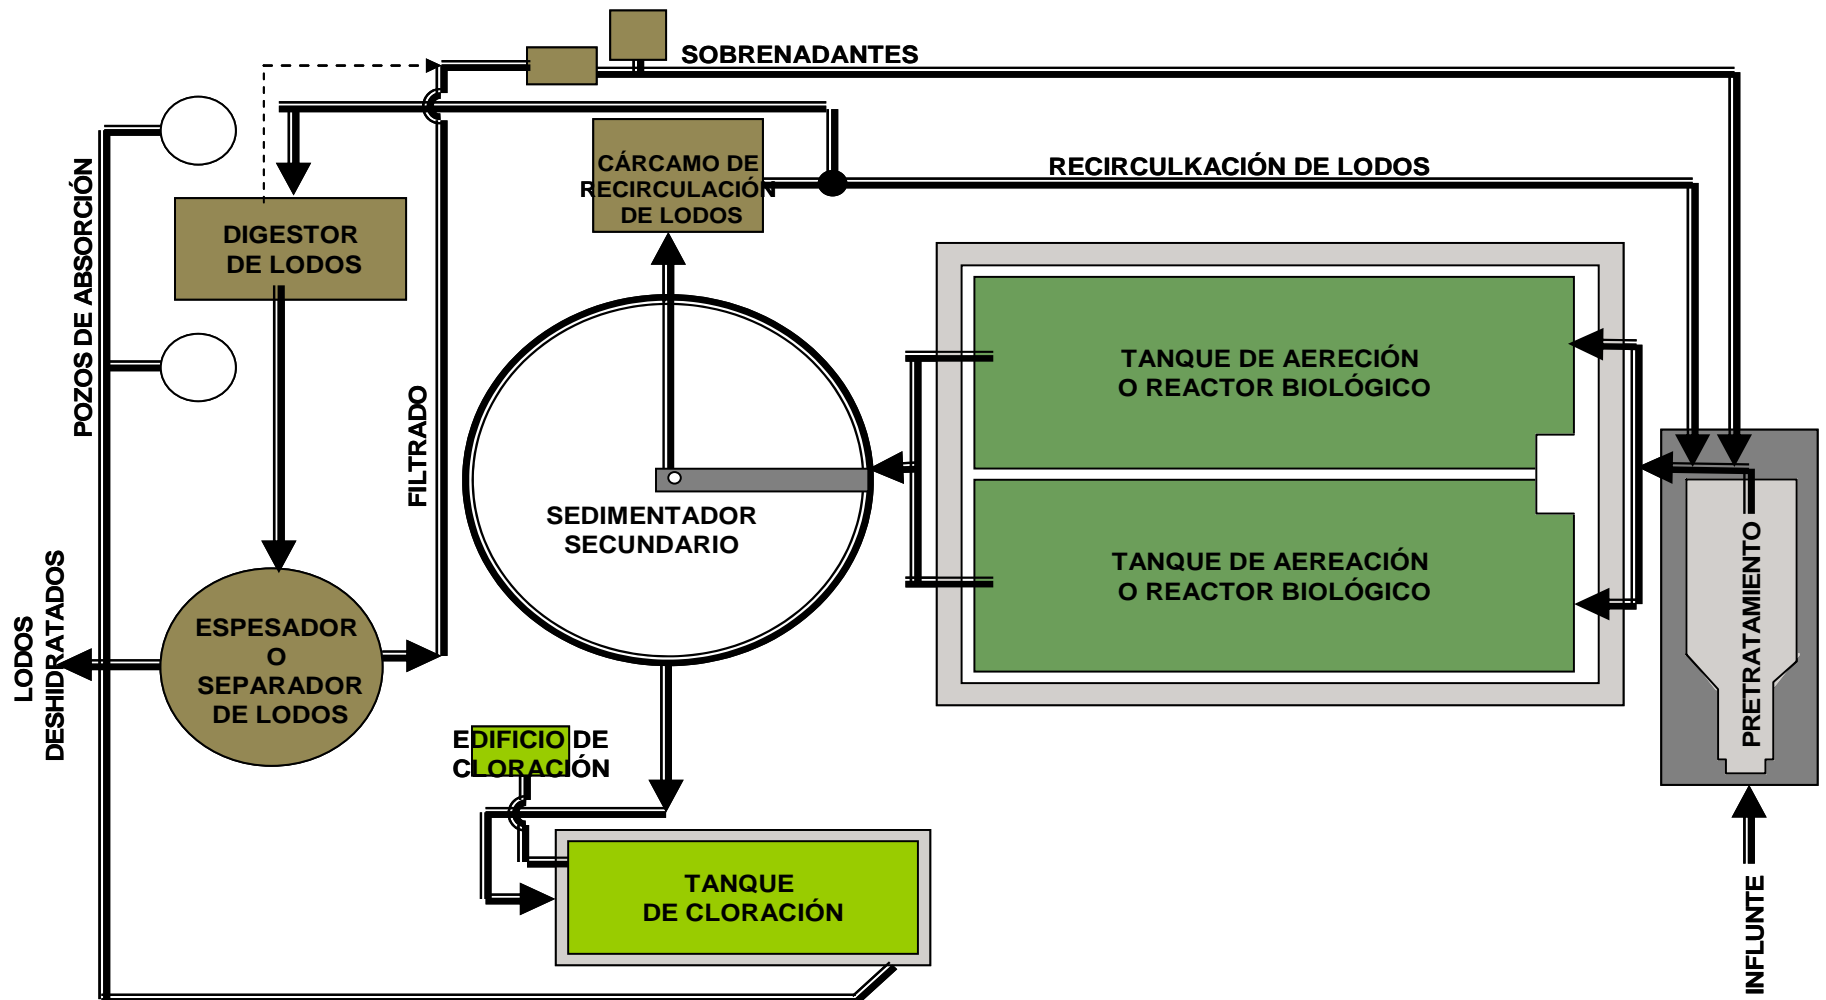 SOBRENADANTES
CÁRCAMO DE
RECIRCULACIÓN
DE LODOS
RECIRCULKACIÓN DE LODOS
POZOS DE ABSORCIÓN
DIGESTOR
DE LODOS
FILTRADO
TANQUE DE AERECIÓN
O REACTOR BIOLÓGICO
SEDIMENTADOR
SECUNDARIO
TANQUE DE AEREACIÓN
O REACTOR BIOLÓGICO
PRETRATAMIENTO
LODOS
DESHIDRATADOS
ESPESADOR
O
SEPARADOR
DE LODOS
EDIFICIO DE
CLORACIÓN
TANQUE
DE CLORACIÓN
INFLUNTE